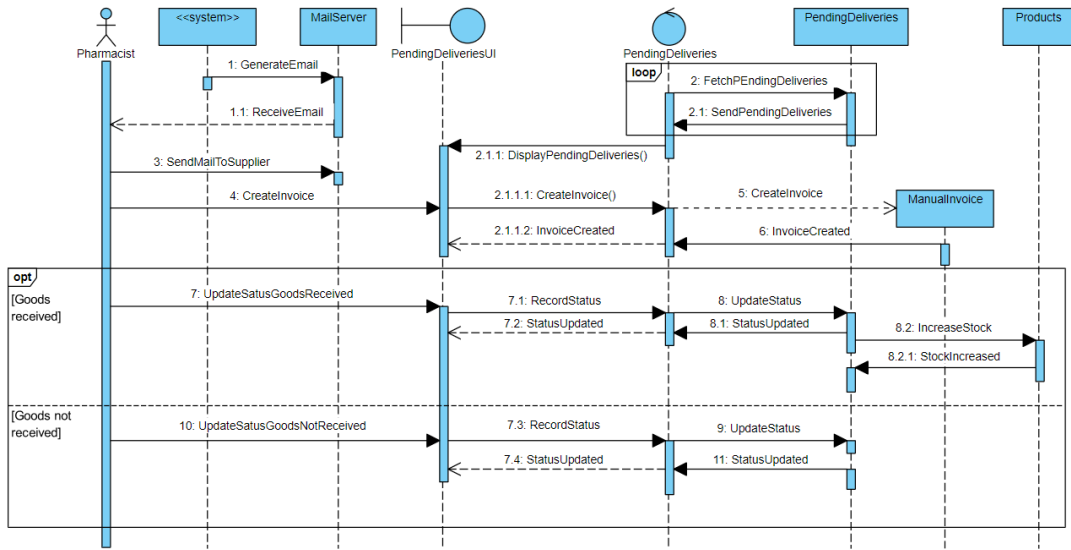 <<system>>
MailServer
PendingDeliveries
Products
Pharmacist
PendingDeliveriesUI
PendingDeliveries
loop
1: GenerateEmail
2: FetchPEndingDeliveries
1.1: ReceiveEmail
2.1: SendPendingDeliveries
2.1.1: DisplayPendingDeliveries()
3: SendMailToSupplier
4: CreateInvoice
2.1.1.1: CreateInvoice()
5: CreateInvoice
ManualInvoice
2.1.1.2: InvoiceCreated
6: InvoiceCreated
opt
[Goods
received]
7: UpdateSatusGoodsReceived
7.1: RecordStatus
8: UpdateStatus
7.2: StatusUpdated
8.1: StatusUpdated
8.2: IncreaseStock
8.2.1: StockIncreased
[Goods not
received]
10: UpdateSatusGoodsNotReceived
7.3: RecordStatus
9: UpdateStatus
7.4: StatusUpdated
11: StatusUpdated